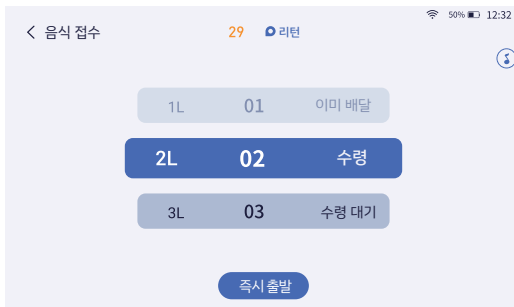 50% 12:32
음식 접수 29 리턴
1L 01 이미 배달
2L 02 수령
3L 03 수령 대기
즉시 출발